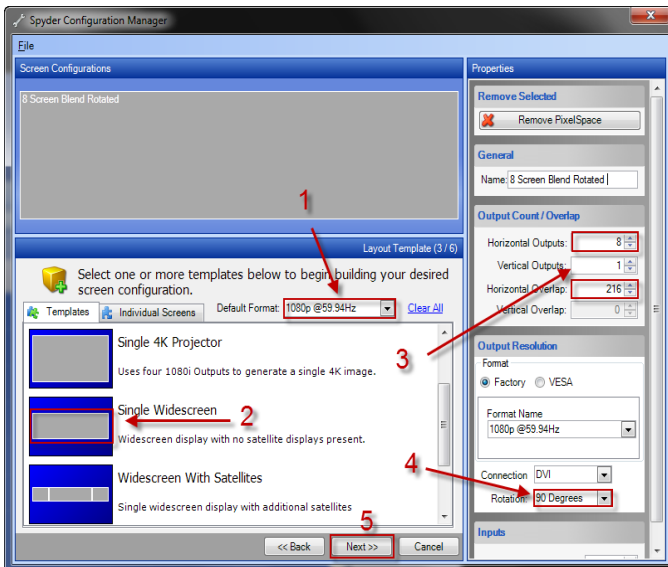 Spyder Configuration Manager
File
Screen Configurations
8 Screen Blend Rotated
1
Layout Template (3 / 6)
Select one or more templates below to begin building your desired
screen configuration.
Templates
Individual Screens
Default Format: 1080p @59.94Hz
Clear All
Single 4K Projector
Uses four 1080i Outputs to generate a single 4K image.
Single Widescreen
2
Widescreen display with no satellite displays present.
Widescreen With Satellites
Single widescreen display with additional satellites
5
<< Back
Next >>
Cancel
Properties
Remove Selected
Remove PixelSpace
General
Name: 8 Screen Blend Rotated
Output Count / Overlap
Horizontal Outputs: 8
Vertical Outputs: 1
Horizontal Overlap: 216
3
Vertical Overlap: 0
Output Resolution
Format
Factory
VESA
Format Name
1080p @59.94Hz
4
Connection DVI
Rotation: 90 Degrees
Inputs